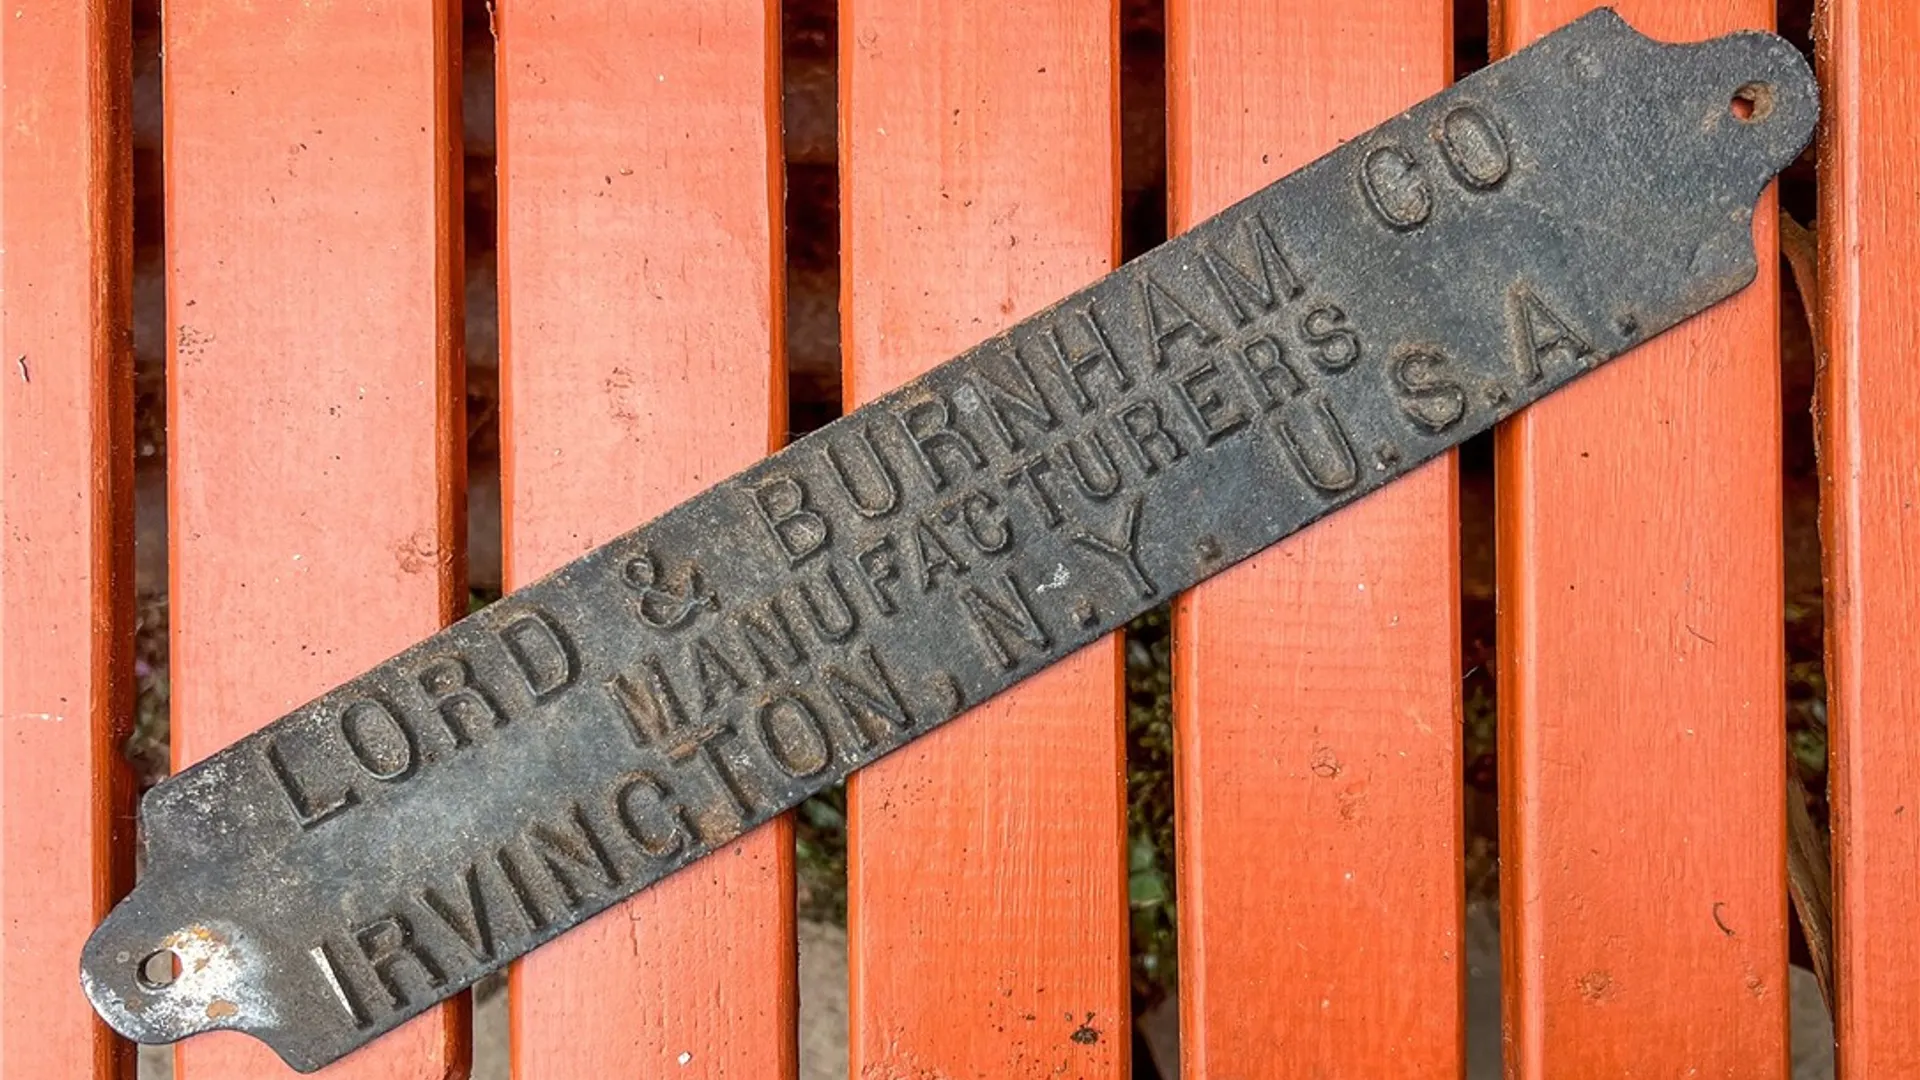 LORD & BURNHAM CO
MANUFACTURERS
IRVINGTON, N.Y. U.S.A.